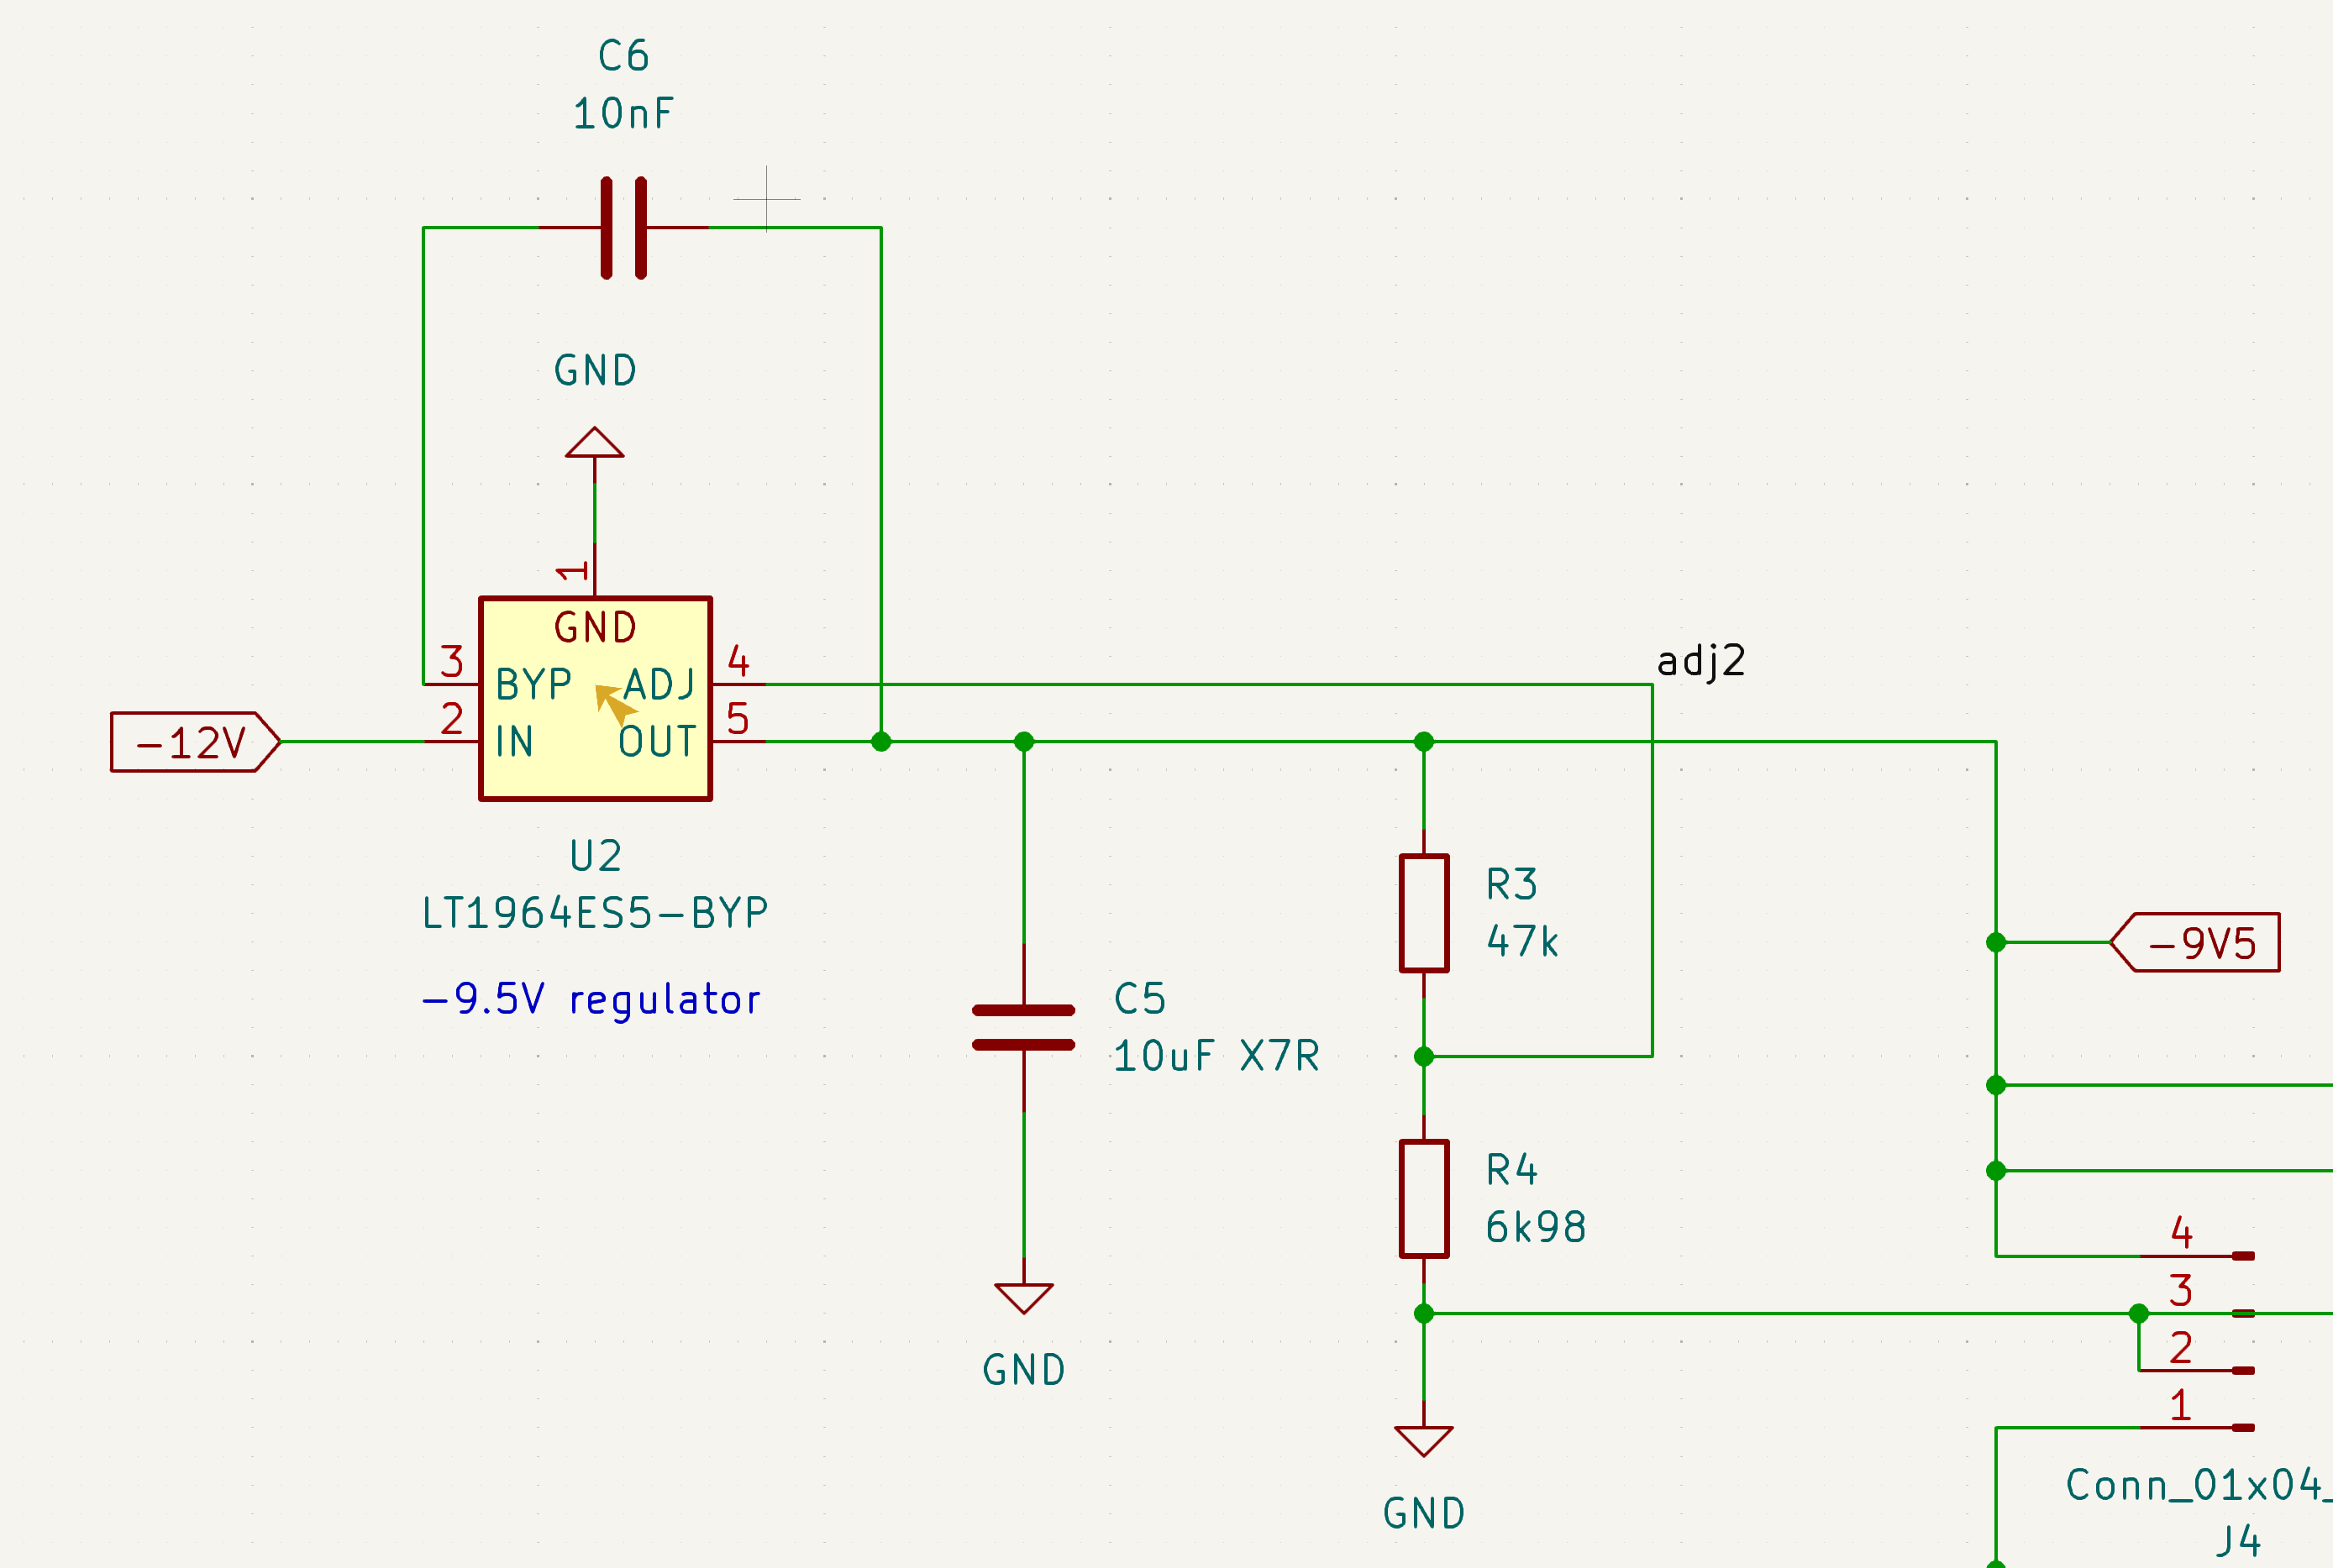 C6
10nF
GND
1
GND
3
BYP
ADJ
4
2
IN
OUT
5
-12V
adj2
U2
LT1964ES5-BYP
-9.5V regulator
R3
47k
-9V5
C5
10uF X7R
R4
6k98
4
3
2
1
GND
GND
Conn_01x04_
J4